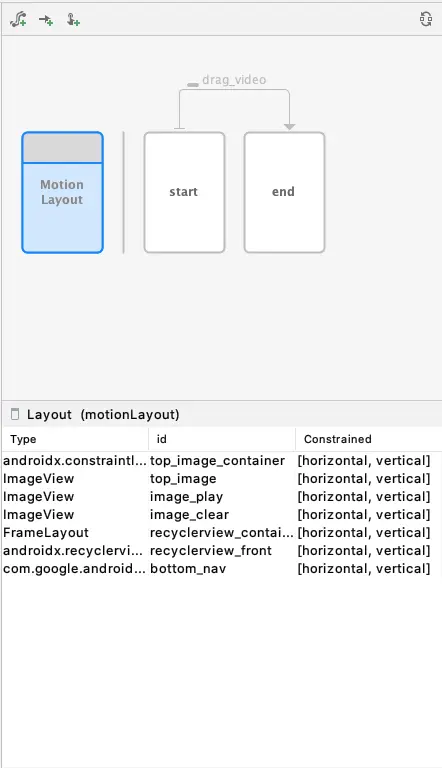 drag_video
Motion
Layout
start
end
Layout (motionLayout)
Type id Constrained
androidx.constraintl... top_image_container [horizontal, vertical]
ImageView top_image [horizontal, vertical]
ImageView image_play [horizontal, vertical]
ImageView image_clear [horizontal, vertical]
FrameLayout recyclerview_contai... [horizontal, vertical]
androidx.recyclervi... recyclerview_front [horizontal, vertical]
com.google.android... bottom_nav [horizontal, vertical]